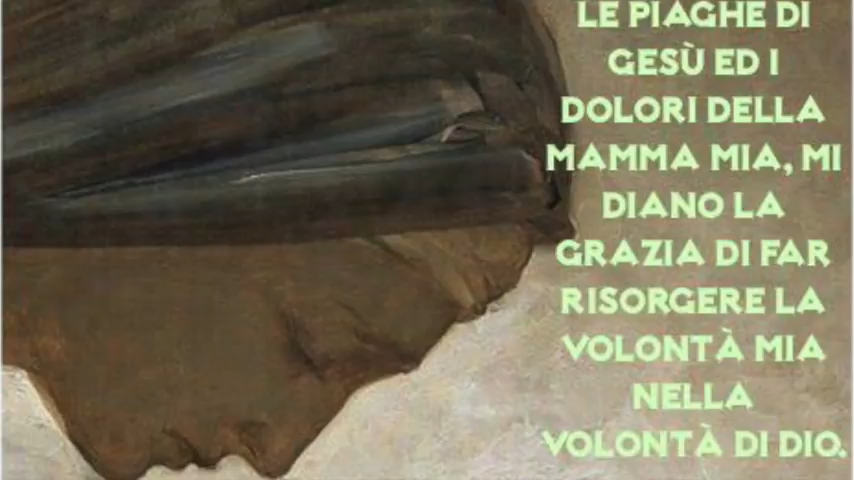 LE PIAGHE DI
GESÙ ED I
DOLORI DELLA
MAMMA MIA, MI
DIANO LA
GRAZIA DI FAR
RISORGERE LA
VOLONTÀ MIA
NELLA
VOLONTÀ DI DIO.